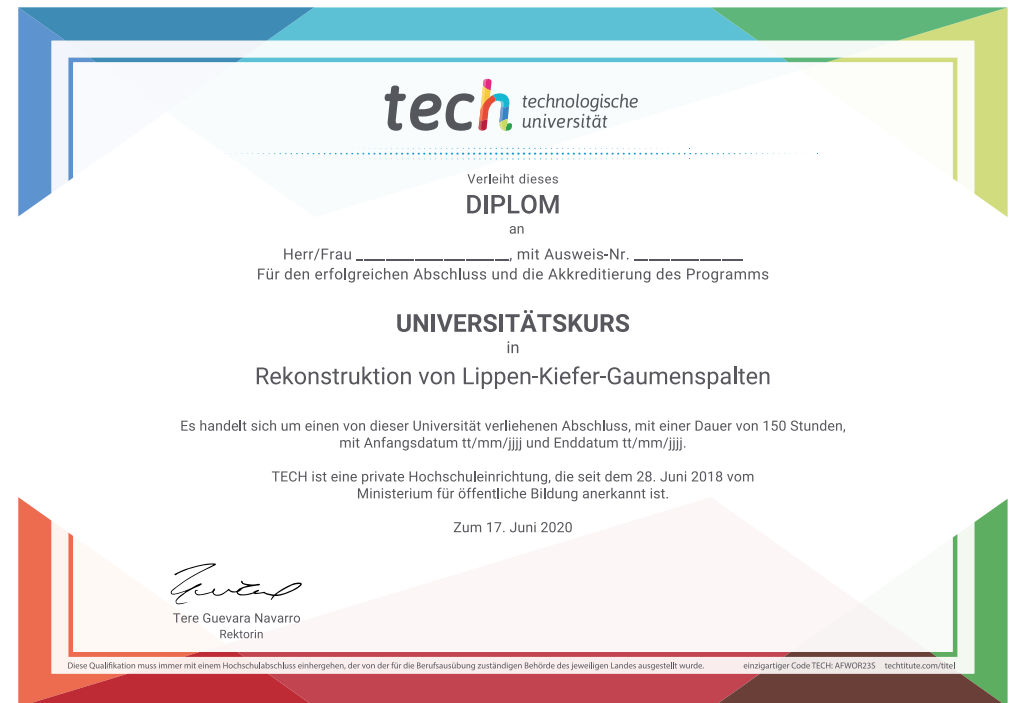 tech technologische
universität
Verleiht dieses
DIPLOM
an
Herr/Frau ____________________, mit Ausweis-Nr. ______________
Für den erfolgreichen Abschluss und die Akkreditierung des Programms
UNIVERSITÄTSKURS
in
Rekonstruktion von Lippen-Kiefer-Gaumenspalten
Es handelt sich um einen von dieser Universität verliehenen Abschluss, mit einer Dauer von 150 Stunden,
mit Anfangsdatum tt/mm/jjjj und Enddatum tt/mm/jjjj.
TECH ist eine private Hochschuleinrichtung, die seit dem 28. Juni 2018 vom
Ministerium für öffentliche Bildung anerkannt ist.
Zum 17. Juni 2020
Tere Guevara Navarro
Rektorin
Diese Qualifikation muss immer mit einem Hochschulabschluss einhergehen, der von der für die Berufsausübung zuständigen Behörde des jeweiligen Landes ausgestellt wurde. einzigartiger Code TECH: AFWOR23S techtitute.com/titel